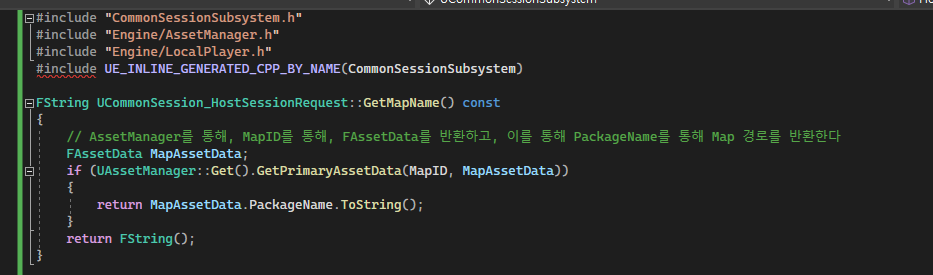 UCommonSessionSubsystem
#include "CommonSessionSubsystem.h"
#include "Engine/AssetManager.h"
#include "Engine/LocalPlayer.h"
#include UE_INLINE_GENERATED_CPP_BY_NAME(CommonSessionSubsystem)
FString UCommonSession_HostSessionRequest::GetMapName() const
{
// AssetManager를 통해, MapID를 통해, FAssetData를 반환하고, 이를 통해 PackageName를 통해 Map 경로를 반환한다
FAssetData MapAssetData;
if (UAssetManager::Get().GetPrimaryAssetData(MapID, MapAssetData))
{
return MapAssetData.PackageName.ToString();
}
return FString();
}